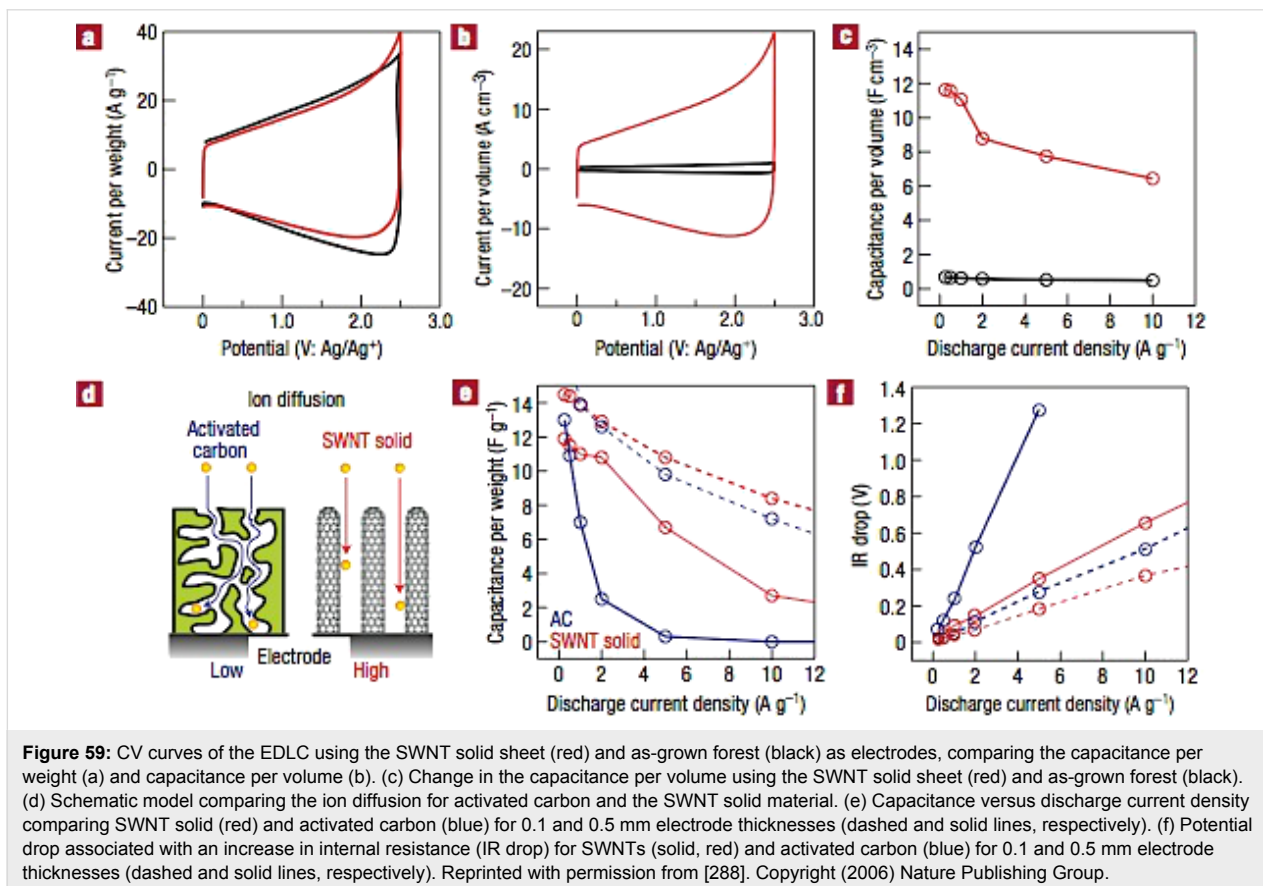 a
Current per weight (A g⁻¹)
40
20
0
−20
−40
0
1.0
2.0
3.0
Potential (V: Ag/Ag⁺)
b
Current per volume (A cm⁻³)
20
10
0
−10
−20
0
1.0
2.0
3.0
Potential (V: Ag/Ag⁺)
c
Capacitance per volume (F cm⁻³)
14
12
10
8
6
4
2
0
0 2 4 6 8 10 12
Discharge current density (A g⁻¹)
d
Ion diffusion
Activated
carbon
SWNT solid
Electrode
Low
High
e
Capacitance per weight (F g⁻¹)
14
12
10
8
6
4
2
0
AC
SWNT solid
0 2 4 6 8 10 12
Discharge current density (A g⁻¹)
f
IR drop (V)
1.4
1.2
1.0
0.8
0.6
0.4
0.2
0
0 2 4 6 8 10 12
Discharge current density (A g⁻¹)
Figure 59: CV curves of the EDLC using the SWNT solid sheet (red) and as-grown forest (black) as electrodes, comparing the capacitance per
weight (a) and capacitance per volume (b). (c) Change in the capacitance per volume using the SWNT solid sheet (red) and as-grown forest (black).
(d) Schematic model comparing the ion diffusion for activated carbon and the SWNT solid material. (e) Capacitance versus discharge current density
comparing SWNT solid (red) and activated carbon (blue) for 0.1 and 0.5 mm electrode thicknesses (dashed and solid lines, respectively). (f) Potential
drop associated with an increase in internal resistance (IR drop) for SWNTs (solid, red) and activated carbon (blue) for 0.1 and 0.5 mm electrode
thicknesses (dashed and solid lines, respectively). Reprinted with permission from [288]. Copyright (2006) Nature Publishing Group.